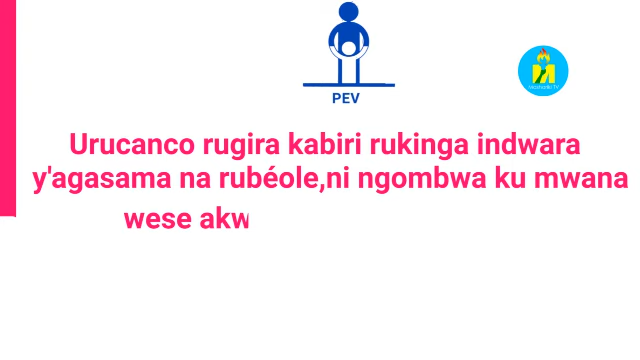 PEV
Urucanco rugira kabiri rukinga indwara
y'agasama na rubéole,ni ngombwa ku mwana
wese akw